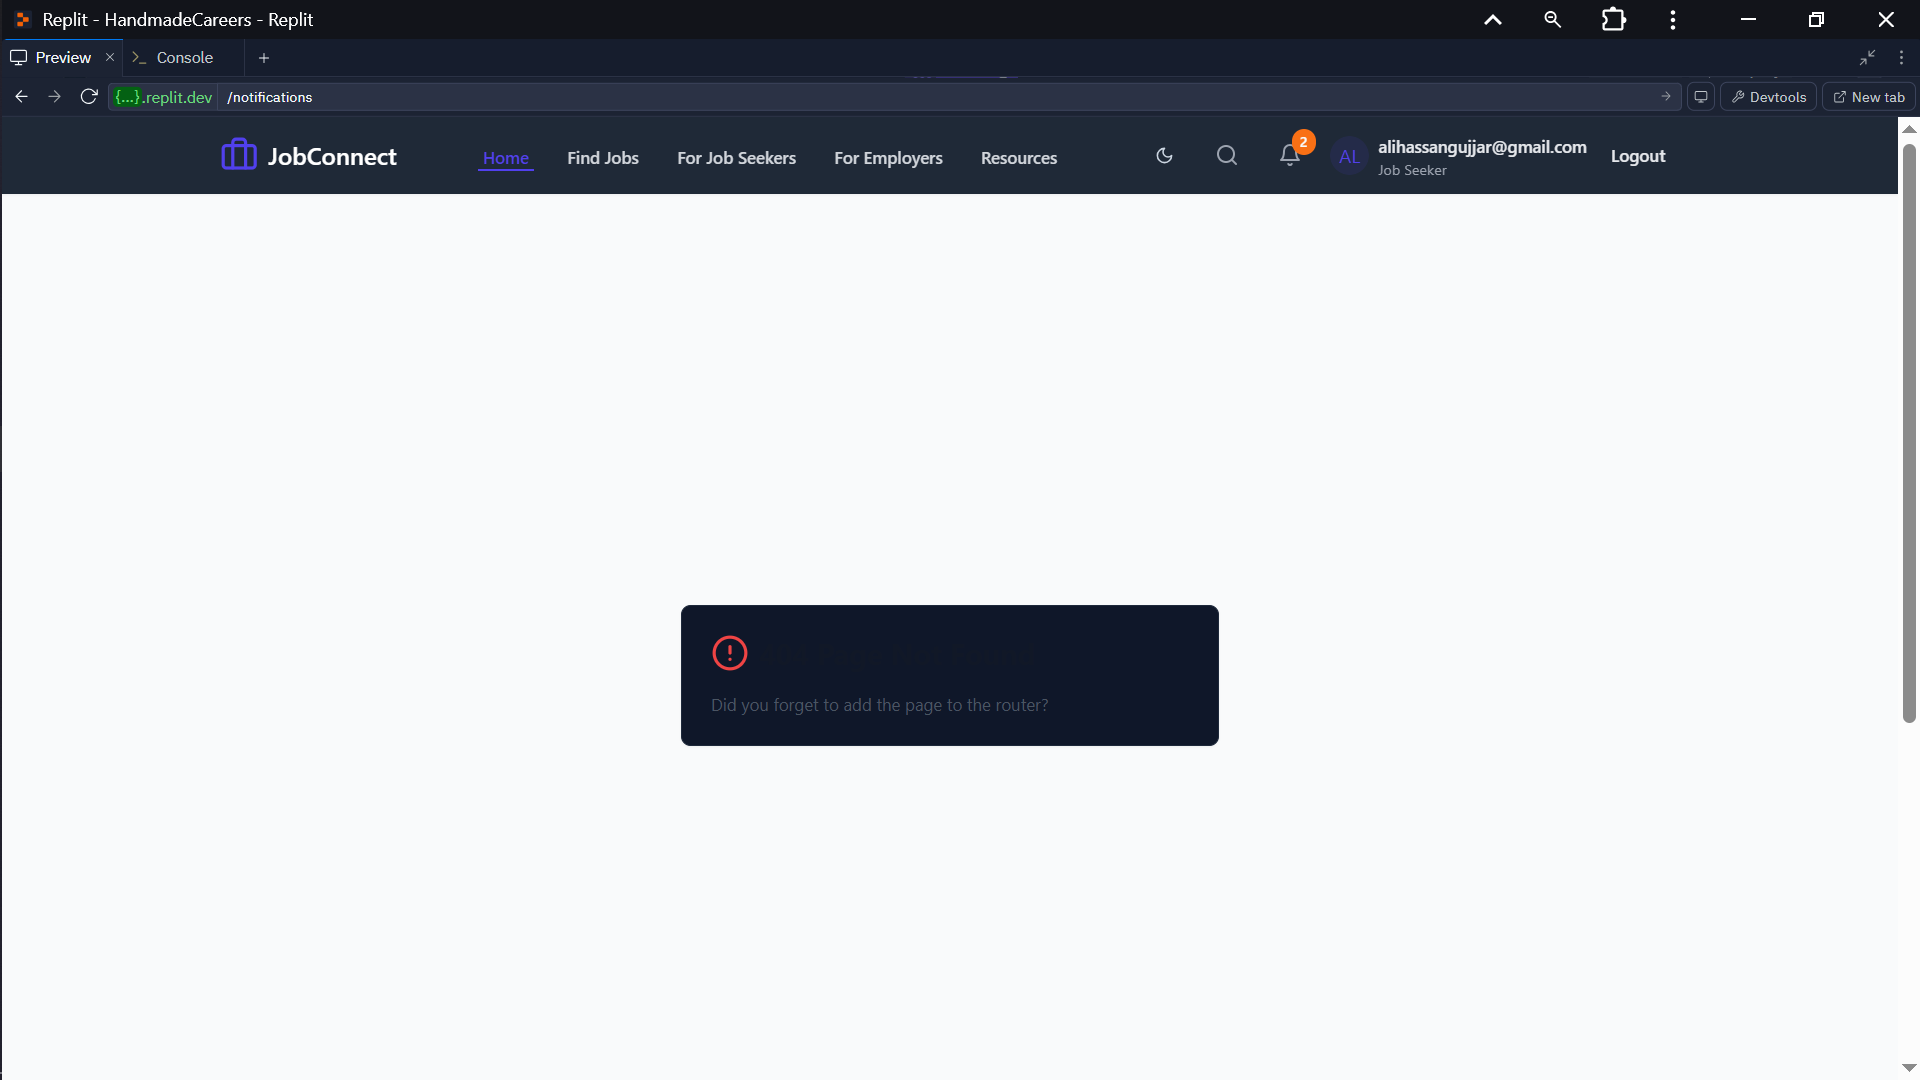 Replit - HandmadeCareers - Replit
Preview
Console
{...}.replit.dev /notifications
Devtools
New tab
JobConnect
Home
Find Jobs
For Job Seekers
For Employers
Resources
2
AL
alihassangujjar@gmail.com
Job Seeker
Logout
Did you forget to add the page to the router?